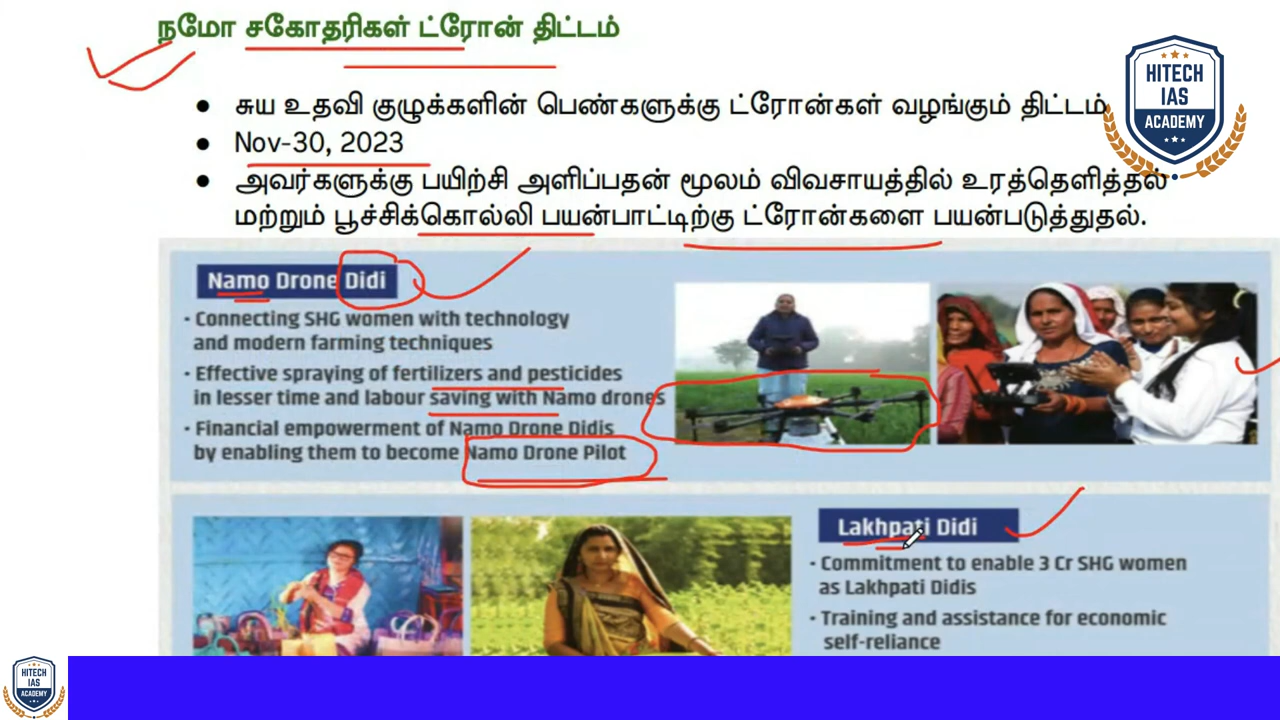 நமோ சகோதரிகள் ட்ரோன் திட்டம்
HITECH
IAS
ACADEMY
● சுய உதவி குழுக்களின் பெண்களுக்கு ட்ரோன்கள் வழங்கும் திட்டம்
● Nov-30, 2023
● அவர்களுக்கு பயிற்சி அளிப்பதன் மூலம் விவசாயத்தில் உரத்தெளித்தல்
மற்றும் பூச்சிக்கொல்லி பயன்பாட்டிற்கு ட்ரோன்களை பயன்படுத்துதல்.
Namo Drone Didi
· Connecting SHG women with technology
and modern farming techniques
· Effective spraying of fertilizers and pesticides
in lesser time and labour saving with Namo drones
· Financial empowerment of Namo Drone Didis
by enabling them to become Namo Drone Pilot
Lakhpati Didi
· Commitment to enable 3 Cr SHG women
as Lakhpati Didis
· Training and assistance for economic
self-reliance
HITECH
IAS
ACADEMY